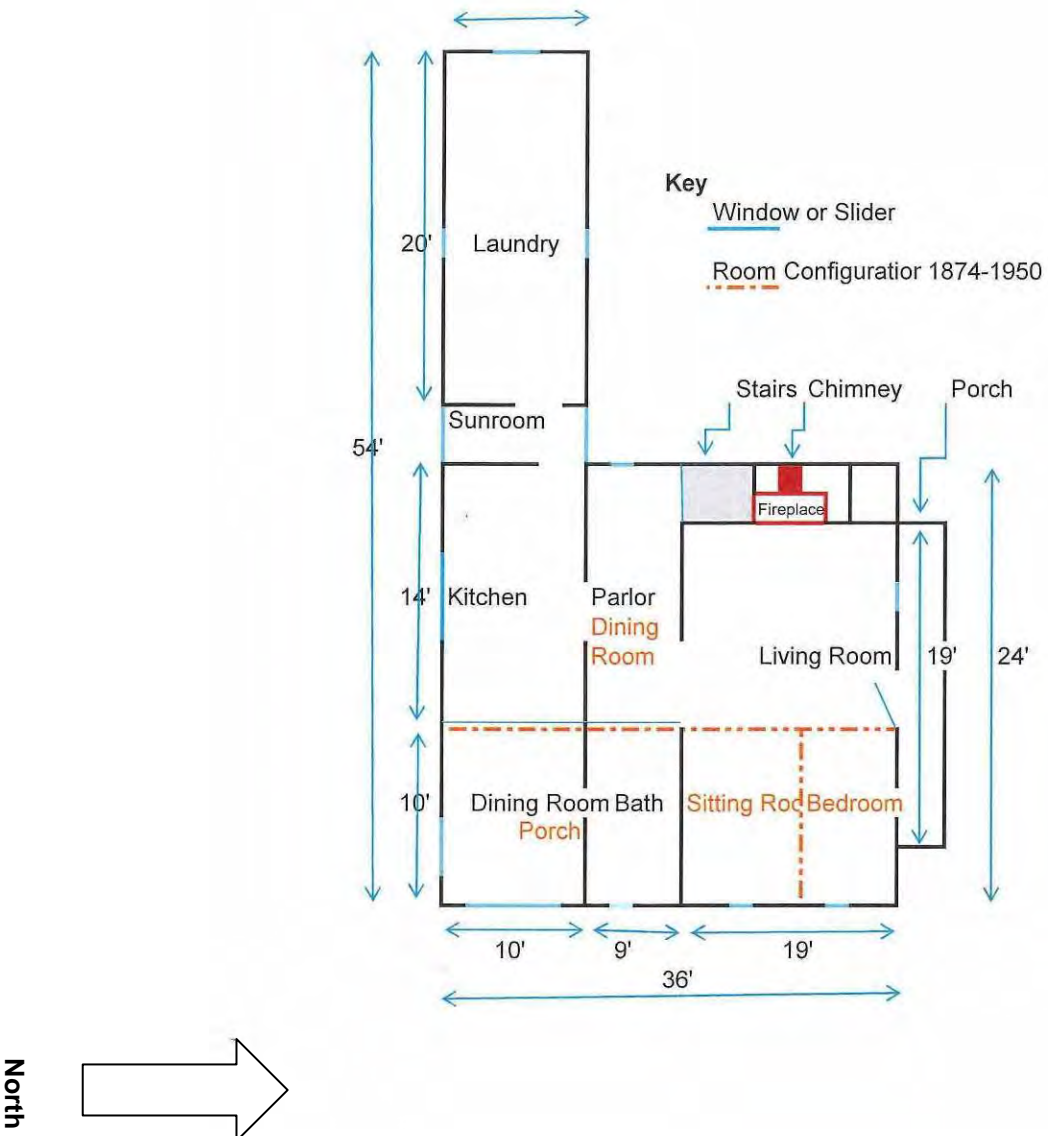 Key
Window or Slider
20'
Laundry
Room Configuratior 1874-1950
Stairs Chimney
Porch
Sunroom
54'
Fireplace
14'
Kitchen
Parlor
Dining
Room
Living Room
19'
24'
10'
Dining Room
Bath
Sitting Roo
Bedroom
Porch
10'
9'
19'
36'
North